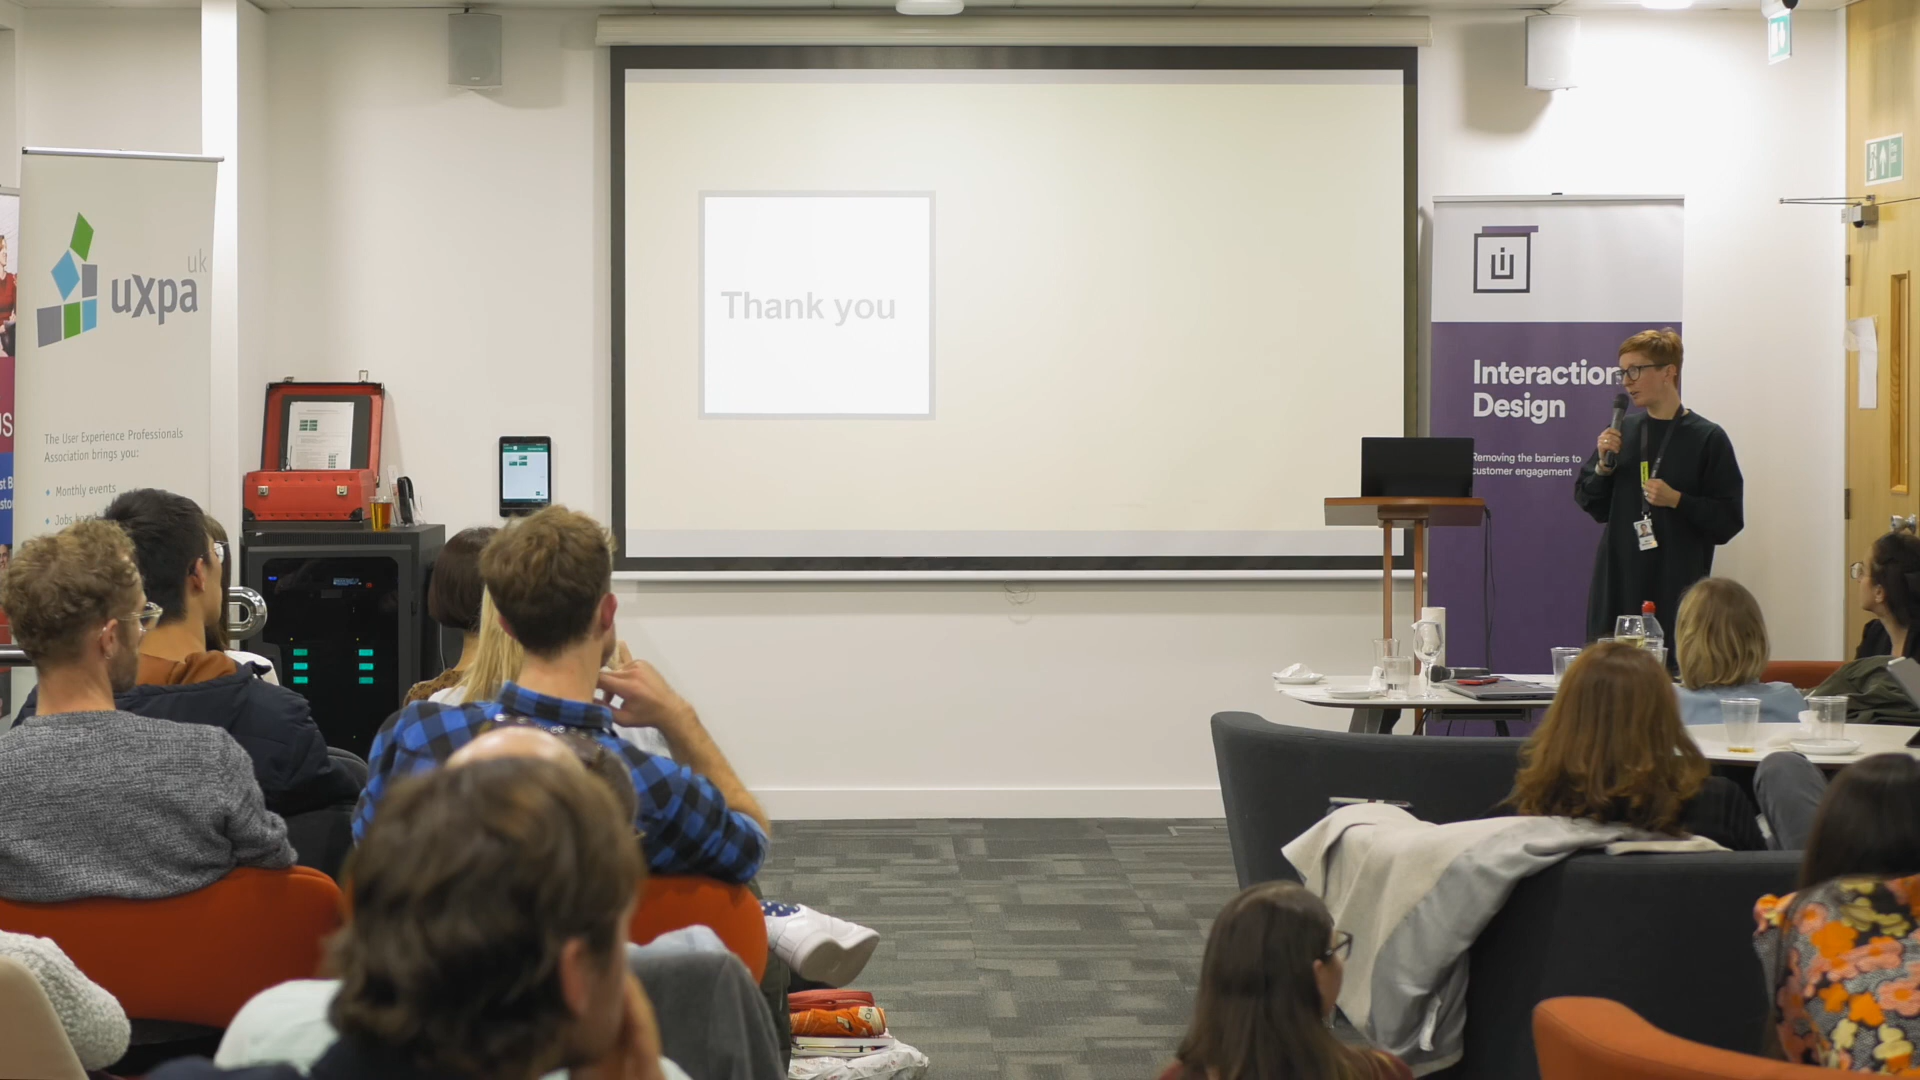 uk
uxpa
The User Experience Professionals
Association brings you:
Monthly events
Jobs
Thank you
Interaction
Design
Removing the barriers to
customer engagement